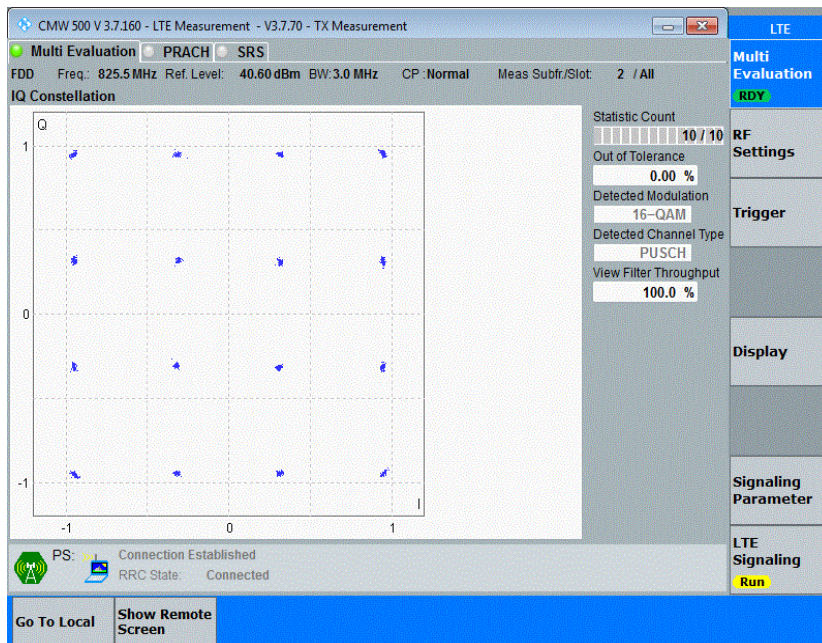 CMW 500 V 3.7.160 - LTE Measurement - V3.7.70 - TX Measurement
LTE
Multi Evaluation PRACH SRS
FDD Freq.: 825.5 MHz Ref. Level: 40.60 dBm BW: 3.0 MHz CP : Normal Meas Subfr./Slot: 2 / All
IQ Constellation
Q
1
0
-1
I
-1 0 1
Statistic Count
10 / 10
Out of Tolerance
0.00 %
Detected Modulation
16-QAM
Detected Channel Type
PUSCH
View Filter Throughput
100.0 %
Multi
Evaluation
RDY
RF
Settings
Trigger
Display
Signaling
Parameter
LTE
Signaling
Run
PS: Connection Established
RRC State: Connected
Go To Local
Show Remote
Screen